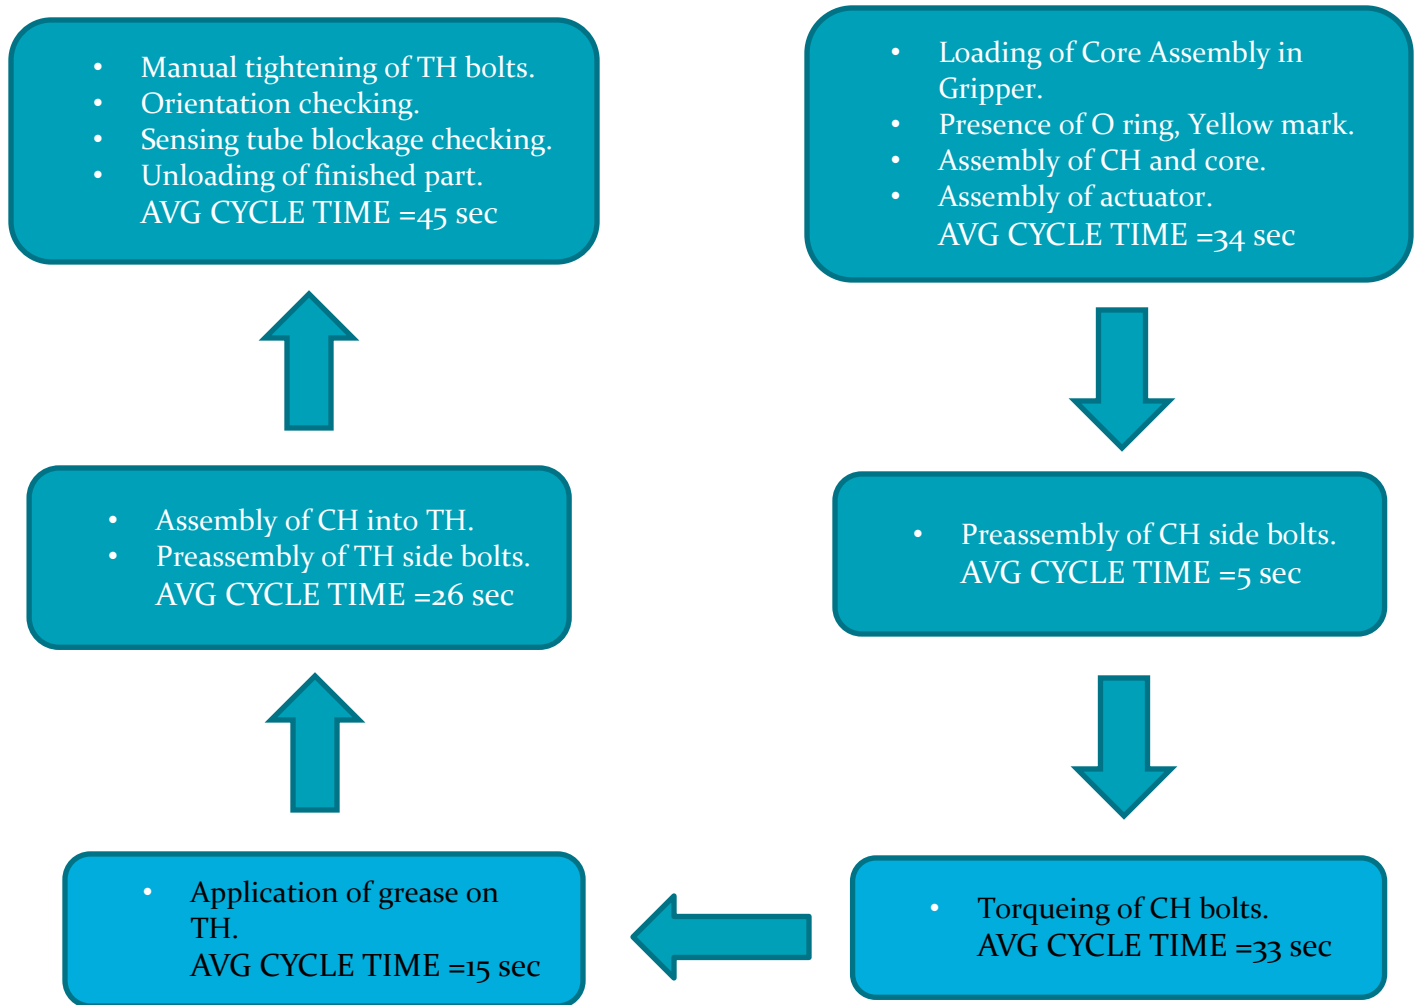 • Manual tightening of TH bolts.
• Orientation checking.
• Sensing tube blockage checking.
• Unloading of finished part.
AVG CYCLE TIME =45 sec
• Loading of Core Assembly in
Gripper.
• Presence of O ring, Yellow mark.
• Assembly of CH and core.
• Assembly of actuator.
AVG CYCLE TIME =34 sec
• Assembly of CH into TH.
• Preassembly of TH side bolts.
AVG CYCLE TIME =26 sec
• Preassembly of CH side bolts.
AVG CYCLE TIME =5 sec
• Application of grease on
TH.
AVG CYCLE TIME =15 sec
• Torqueing of CH bolts.
AVG CYCLE TIME =33 sec